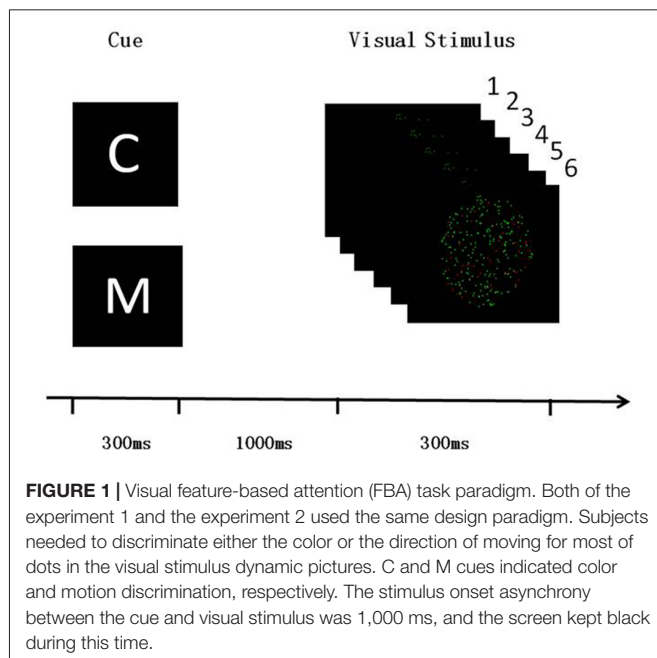 Cue Visual Stimulus
1
2
3
4
5
6
C
M
300ms 1000ms 300ms
FIGURE 1 | Visual feature-based attention (FBA) task paradigm. Both of the
experiment 1 and the experiment 2 used the same design paradigm. Subjects
needed to discriminate either the color or the direction of moving for most of
dots in the visual stimulus dynamic pictures. C and M cues indicated color
and motion discrimination, respectively. The stimulus onset asynchrony
between the cue and visual stimulus was 1,000 ms, and the screen kept black
during this time.